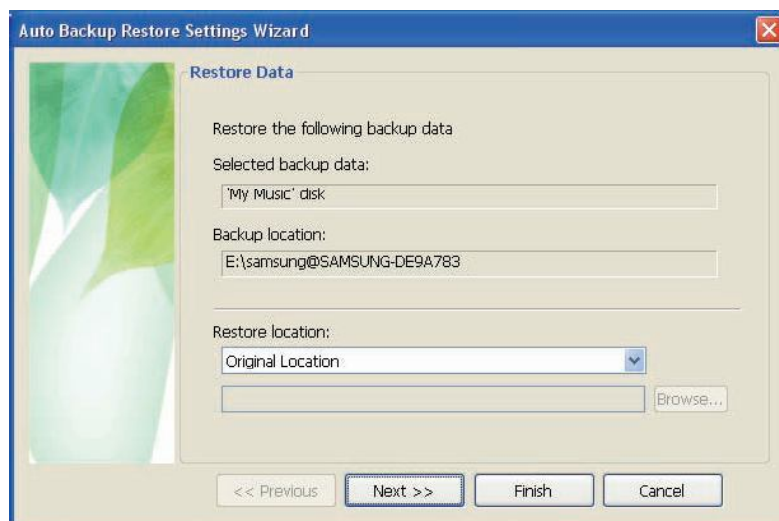 Auto Backup Restore Settings Wizard
Restore Data
Restore the following backup data
Selected backup data:
'My Music' disk
Backup location:
E:\samsung@SAMSUNG-DE9A783
Restore location:
Original Location
Browse...
<< Previous
Next >>
Finish
Cancel